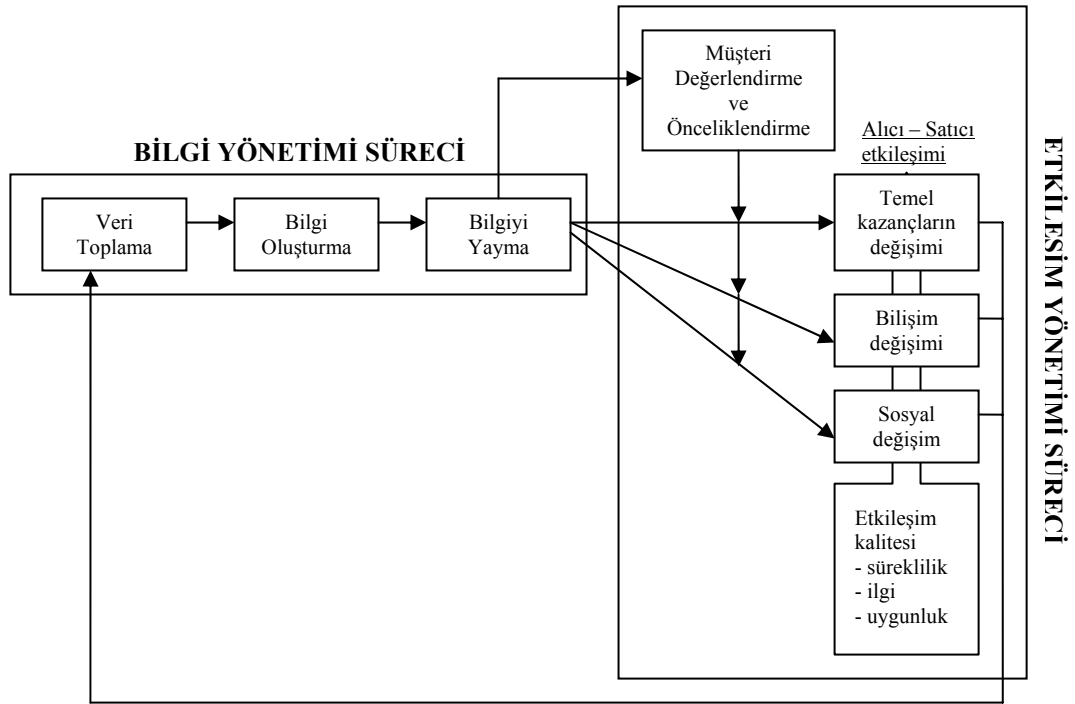 BİLGİ YÖNETİMİ SÜRECİ
Veri
Toplama
Bilgi
Oluşturma
Bilgiyi
Yayma
Müşteri
Değerlendirme
ve
Önceliklendirme
Alıcı – Satıcı
etkileşimi
Temel
kazançların
değişimi
Bilişim
değişimi
Sosyal
değişim
Etkileşim
kalitesi
- süreklilik
- ilgi
- uygunluk
ETKİLEŞİM YÖNETİMİ SÜRECİ